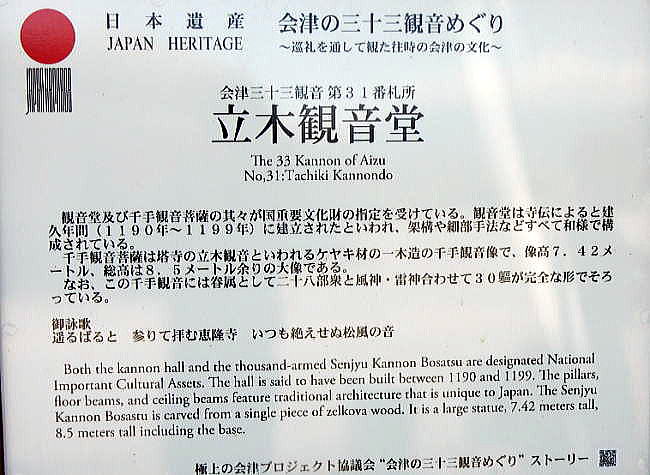 日本遺産 会津の三十三観音めぐり
JAPAN HERITAGE ～巡礼を通して観た往時の会津の文化～
JAPAN HERITAGE
会津三十三観音 第３１番札所
立木観音堂
The 33 Kannon of Aizu
No,31:Tachiki Kannondo
観音堂及び千手観音菩薩の其々が国重要文化財の指定を受けている。観音堂は寺伝によると建
久年間（１１９０年～１１９９年）に建立されたといわれ、架構や細部手法などすべて和様で構
成されている。
千手観音菩薩は塔寺の立木観音といわれるケヤキ材の一木造の千手観音像で、像高７．４２メ
ートル、総高は８．５メートル余りの大像である。
なお、この千手観音には眷属として二十八部衆と風神・雷神合わせて３０軀が完全な形でそろ
っている。
御詠歌
遥るばると 参りて拝む恵隆寺 いつも絶えせぬ松風の音
Both the kannon hall and the thousand-armed Senjyu Kannon Bosatsu are designated National
Important Cultural Assets. The hall is said to have been built between 1190 and 1199. The pillars,
floor beams, and ceiling beams feature traditional architecture that is unique to Japan. The Senjyu
Kannon Bosastu is carved from a single piece of zelkova wood. It is a large statue, 7.42 meters tall,
8.5 meters tall including the base.
極上の会津プロジェクト協議会“会津の三十三観音めぐり”ストーリー